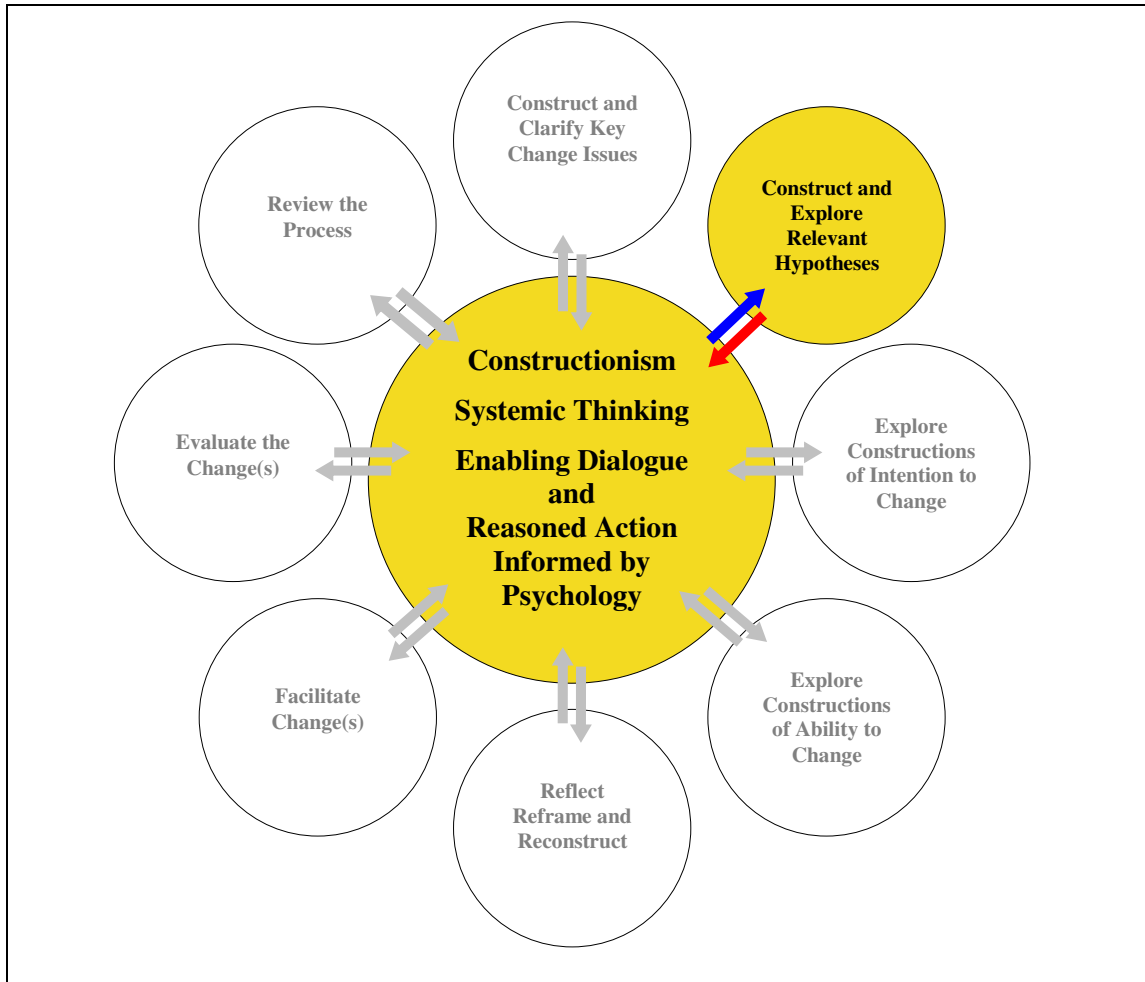 Construct and
Clarify Key
Change Issues
Construct and
Explore
Relevant
Hypotheses
Review the
Process
Constructionism
Systemic Thinking
Enabling Dialogue
and
Reasoned Action
Informed by
Psychology
Evaluate the
Change(s)
Explore
Constructions
of Intention to
Change
Facilitate
Change(s)
Explore
Constructions
of Ability to
Change
Reflect
Reframe and
Reconstruct